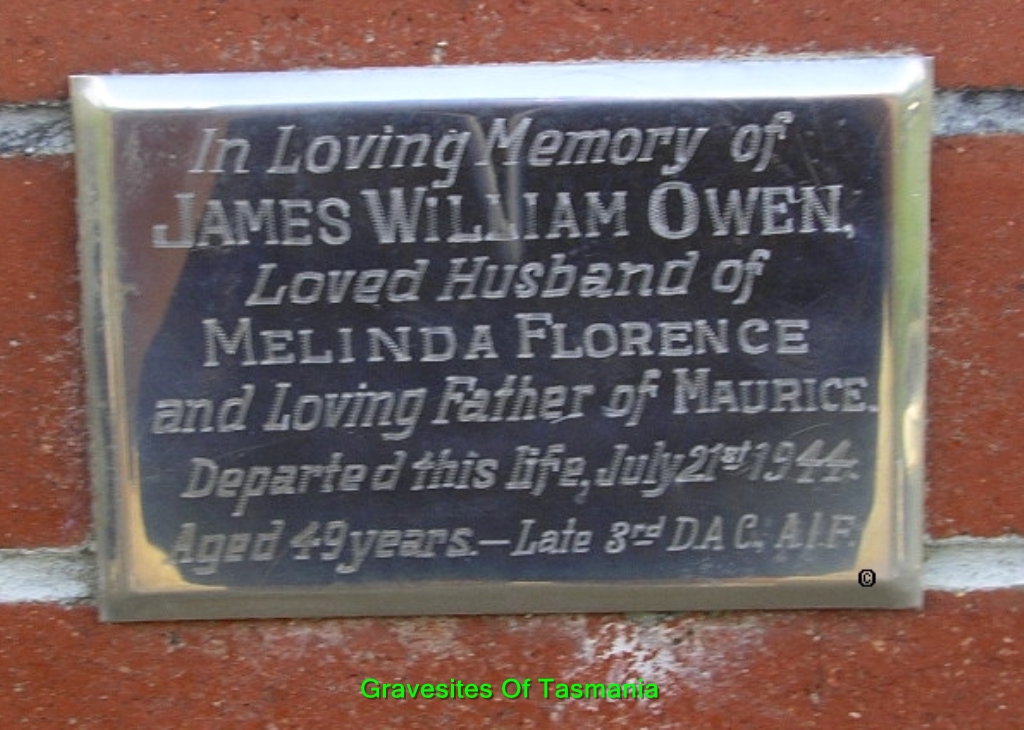 In Loving Memory of
JAMES WILLIAM OWEN,
Loved Husband of
MELINDA FLORENCE
and Loving Father of MAURICE.
Departed this life, July 21st 1944.
Aged 49 years.—Late 3rd D.A.C., A.I.F.
©
Gravesites Of Tasmania